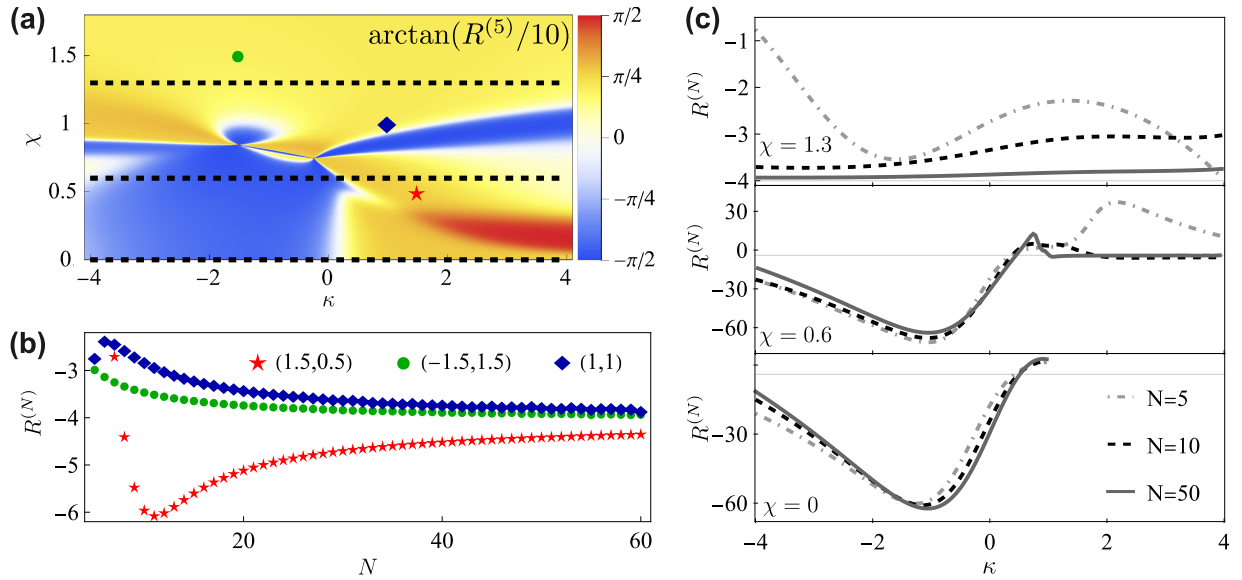 (a)
arctan(R^(5)/10)
χ
1.5
1
0.5
0.
−4
−2
0
2
4
κ
π/2
π/4
0
−π/4
−π/2
(b)
(1.5,0.5)
(−1.5,1.5)
(1,1)
R^(N)
−3
−4
−5
−6
20
40
60
N
(c)
R^(N)
−1
−2
−3
−4
χ = 1.3
R^(N)
30
0
−30
−60
χ = 0.6
R^(N)
−30
−60
χ = 0
N=5
N=10
N=50
−4
−2
0
2
4
κ